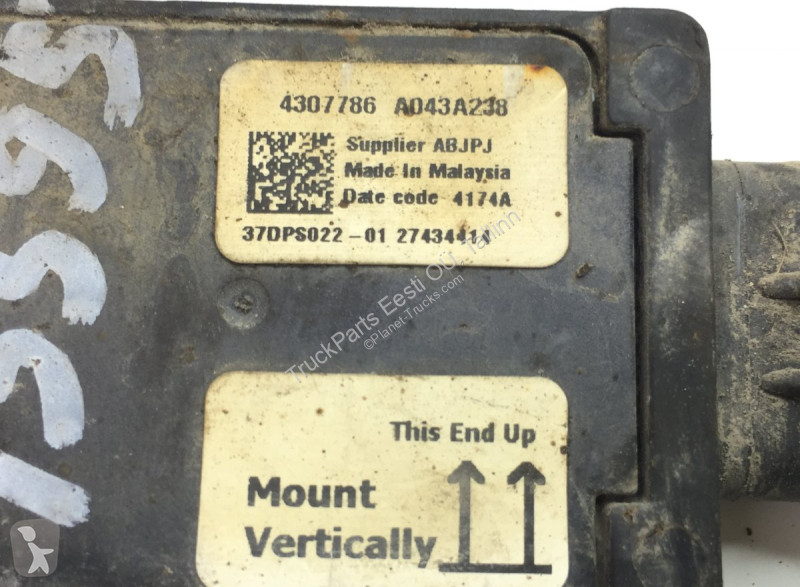 4307786 A043A238
Supplier ABJPJ
Made In Malaysia
Date code 4174A
37DPS022-01
TruckParts Eesti OÜ, Tallinn
©Planet-Trucks.com
This End Up
Mount
Vertically